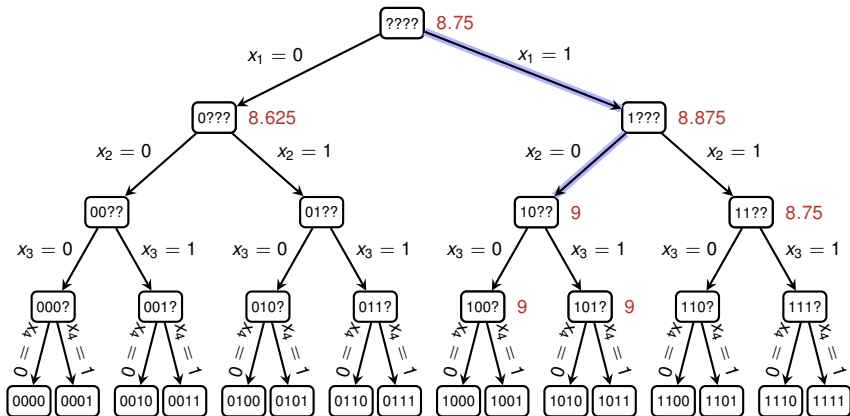 ???? 8.75
x₁ = 0 x₁ = 1
0??? 8.625 1??? 8.875
x₂ = 0 x₂ = 1 x₂ = 0 x₂ = 1
00?? 01?? 10?? 9 11?? 8.75
x₃ = 0 x₃ = 1 x₃ = 0 x₃ = 1 x₃ = 0 x₃ = 1 x₃ = 0 x₃ = 1
000? 001? 010? 011? 100? 9 101? 9 110? 111?
x₄ = 0 x₄ = 1 x₄ = 0 x₄ = 1 x₄ = 0 x₄ = 1 x₄ = 0 x₄ = 1 x₄ = 0 x₄ = 1 x₄ = 0 x₄ = 1 x₄ = 0 x₄ = 1 x₄ = 0 x₄ = 1
0000 0001 0010 0011 0100 0101 0110 0111 1000 1001 1010 1011 1100 1101 1110 1111